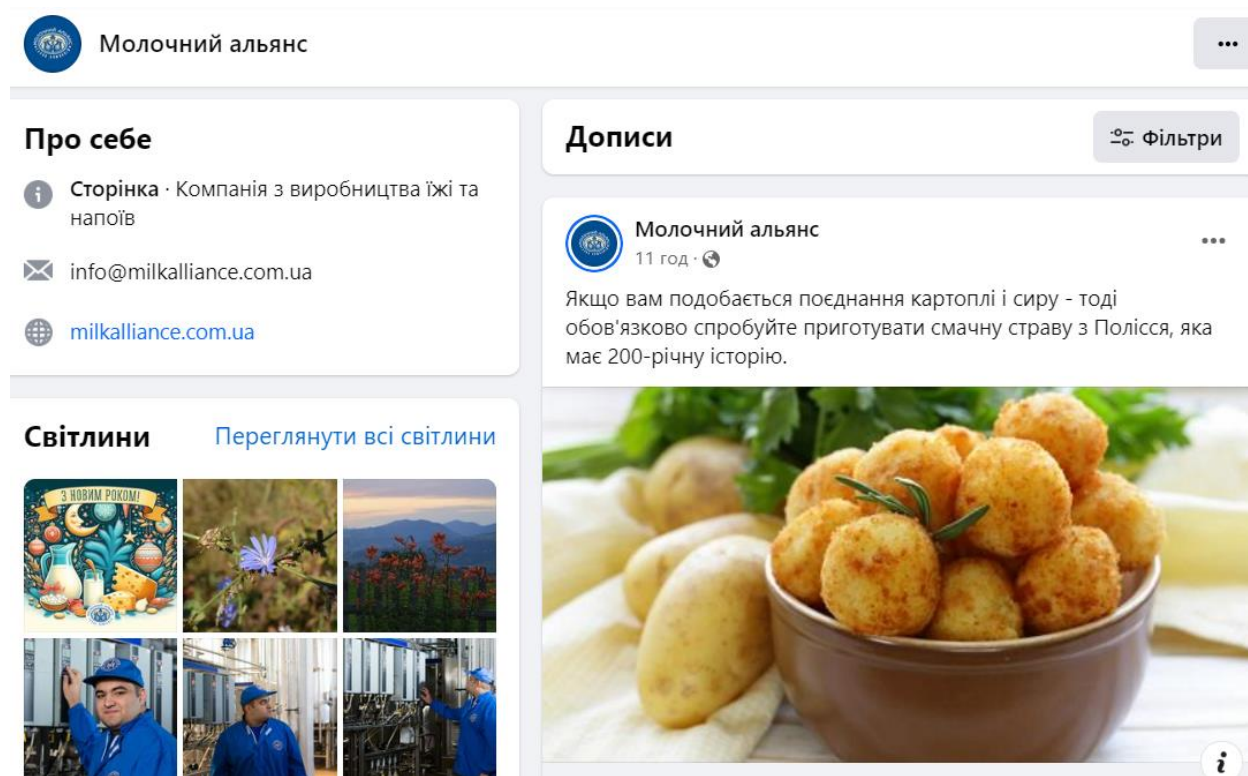 Молочний альянс
Про себе
Сторінка · Компанія з виробництва їжі та
напоїв
info@milkalliance.com.ua
milkalliance.com.ua
Світлини
Переглянути всі світлини
З НОВИМ РОКОМ!
Дописи
Фільтри
Молочний альянс
11 год ·
Якщо вам подобається поєднання картоплі і сиру - тоді
обов'язково спробуйте приготувати смачну страву з Полісся, яка
має 200-річну історію.